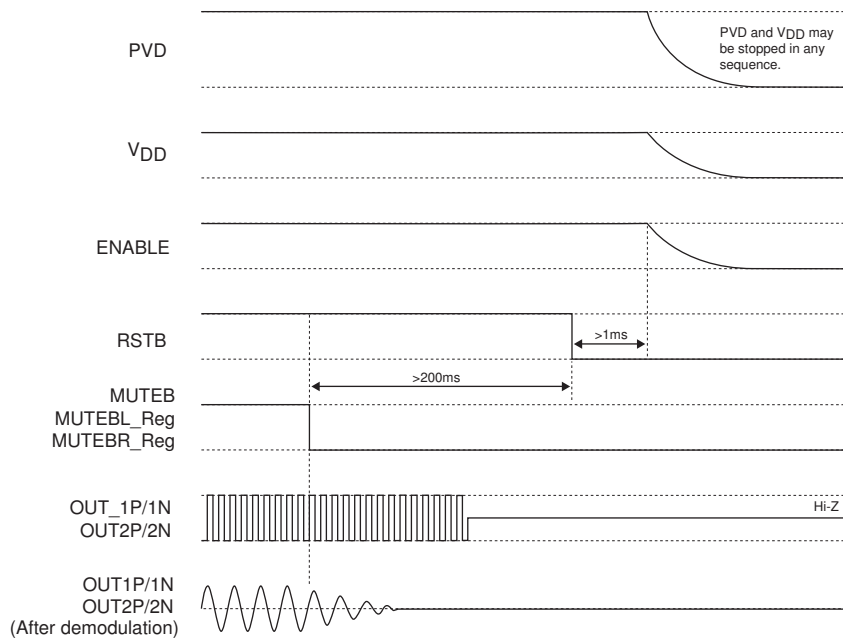 PVD
PVD and VDD may
be stopped in any
sequence.
VDD
ENABLE
RSTB
>1ms
>200ms
MUTEB
MUTEBL_Reg
MUTEBR_Reg
OUT_1P/1N
OUT2P/2N
Hi-Z
OUT1P/1N
OUT2P/2N
(After demodulation)